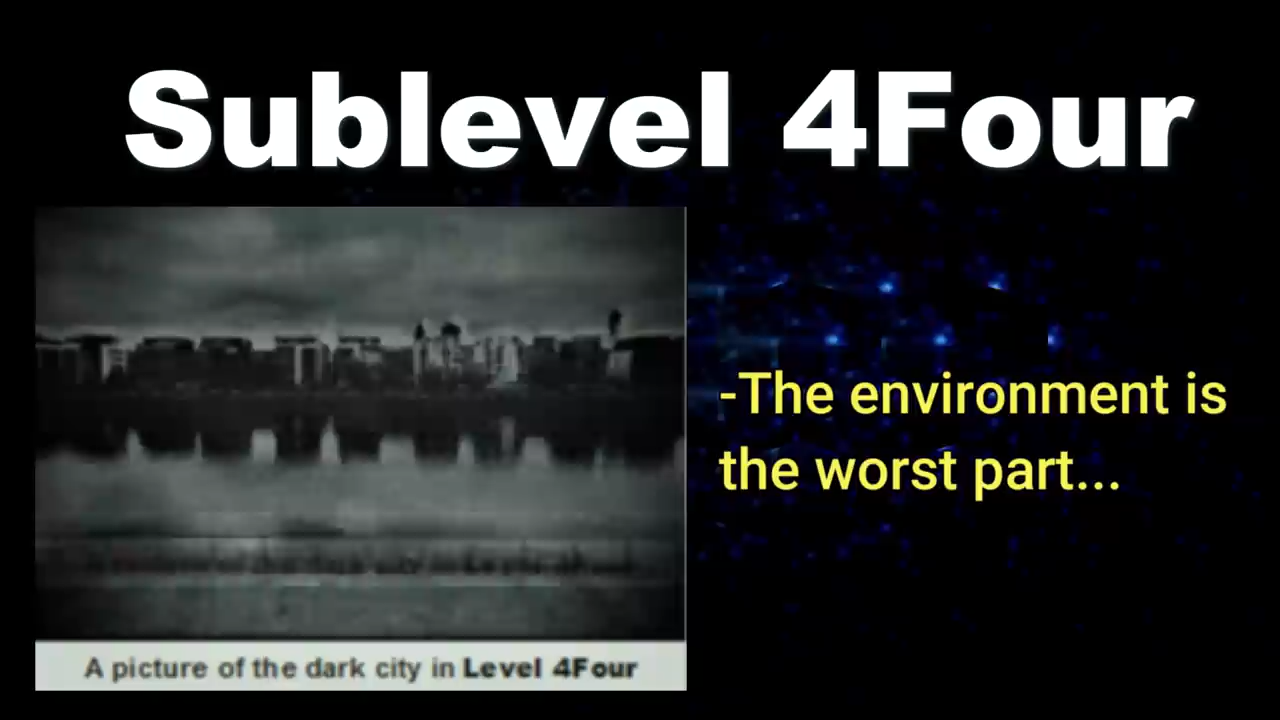 Sublevel 4Four
-The environment is
the worst part...
A picture of the dark city in Level 4Four